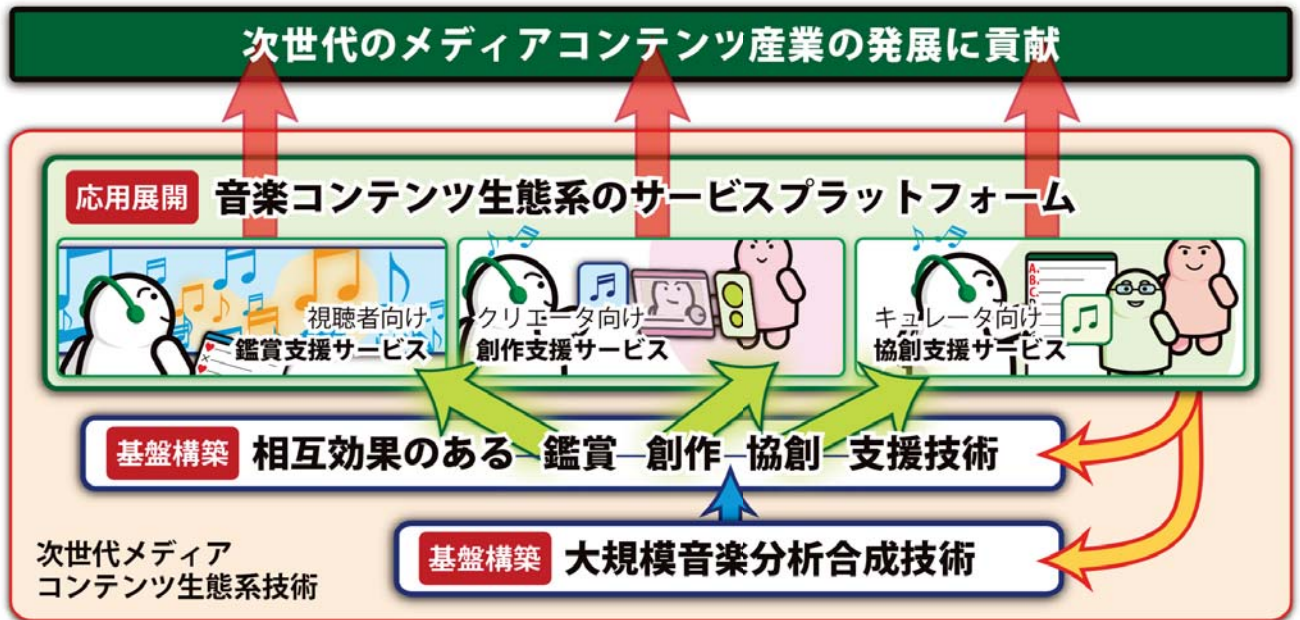 次世代のメディアコンテンツ産業の発展に貢献
応用展開 音楽コンテンツ生態系のサービスプラットフォーム
視聴者向け
鑑賞支援サービス
クリエータ向け
創作支援サービス
A.
B.
C.
キュレータ向け
協創支援サービス
基盤構築 相互効果のある 鑑賞 創作 協創 支援技術
基盤構築 大規模音楽分析合成技術
次世代メディア
コンテンツ生態系技術